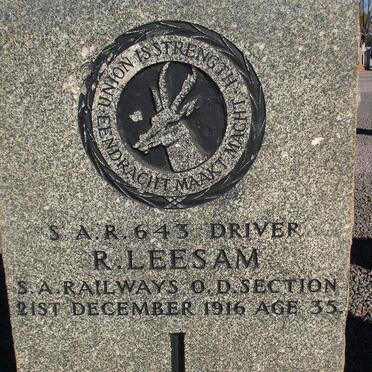 UNION IS STRENGTH
EENDRACHT MAAKT MACHT
S A.R. 643 DRIVER
R. LEESAM
S.A. RAILWAYS O.D. SECTION
21ST DECEMBER 1916 AGE 35.